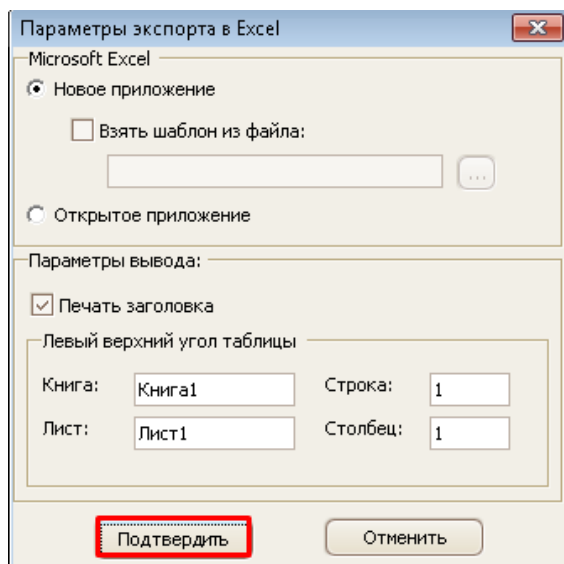 Параметры экспорта в Excel
Microsoft Excel
Новое приложение
Взять шаблон из файла:
...
Открытое приложение
Параметры вывода:
Печать заголовка
Левый верхний угол таблицы
Книга: Книга1 Строка: 1
Лист: Лист1 Столбец: 1
Подтвердить Отменить